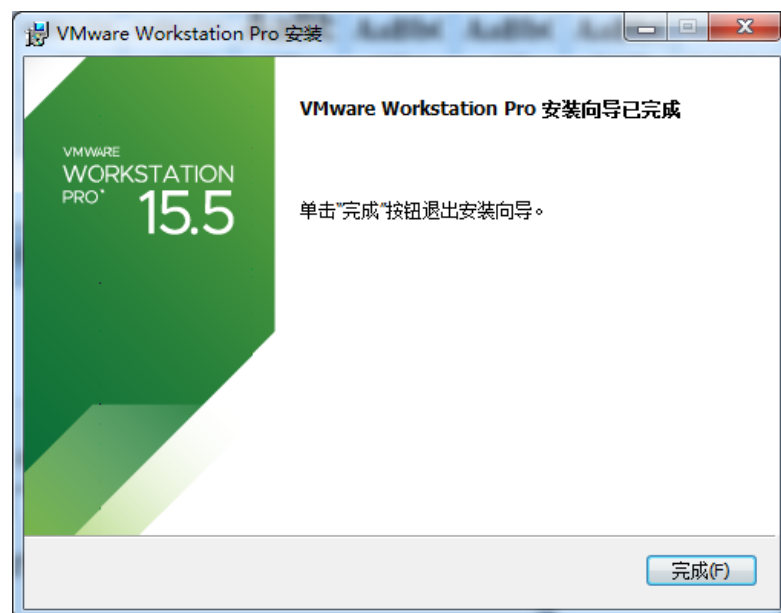 VMware Workstation Pro 安装
VMware Workstation Pro 安装向导已完成
VMWARE
WORKSTATION
PRO™
15.5
单击"完成"按钮退出安装向导。
完成(F)